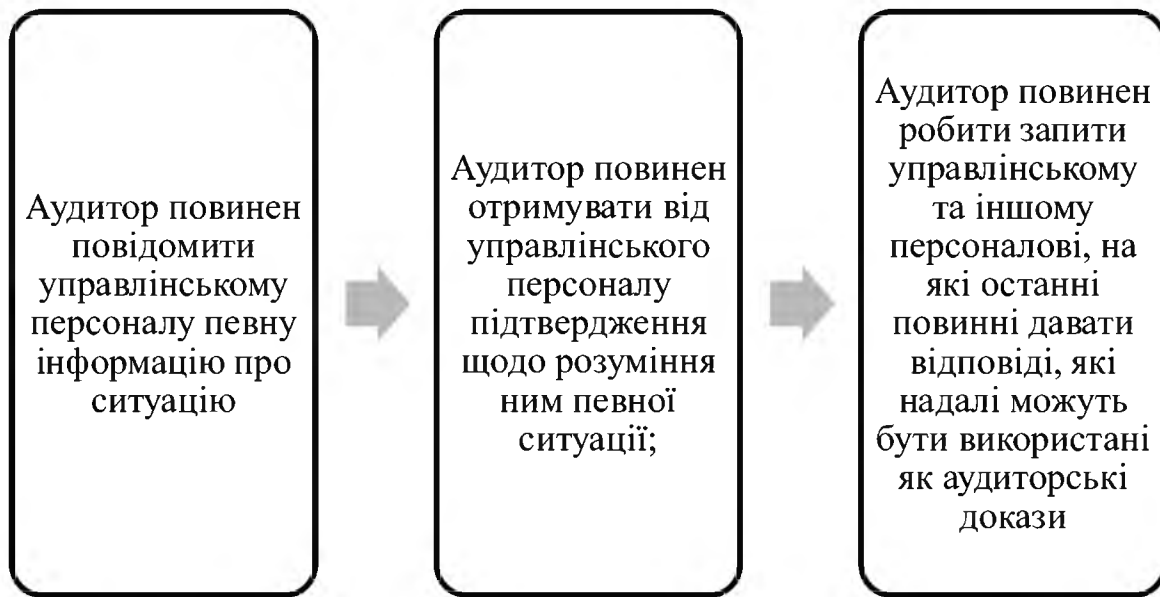 Аудитор повинен
повідомити
управлінському
персоналу певну
інформацію про
ситуацію
Аудитор повинен
отримувати від
управлінського
персоналу
підтвердження
щодо розуміння
ним певної
ситуації;
Аудитор повинен
робити запити
управлінському
та іншому
персоналові, на
які останні
повинні давати
відповіді, які
надалі можуть
бути використані
як аудиторські
докази